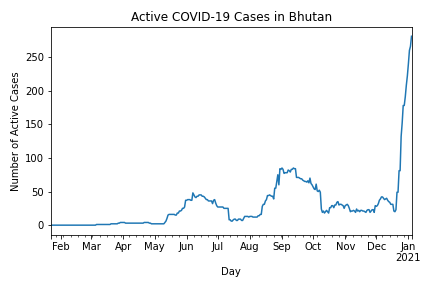 Active COVID-19 Cases in Bhutan
Number of Active Cases
250
200
150
100
50
0
Feb Mar Apr May Jun Jul Aug Sep Oct Nov Dec Jan
2021
Day